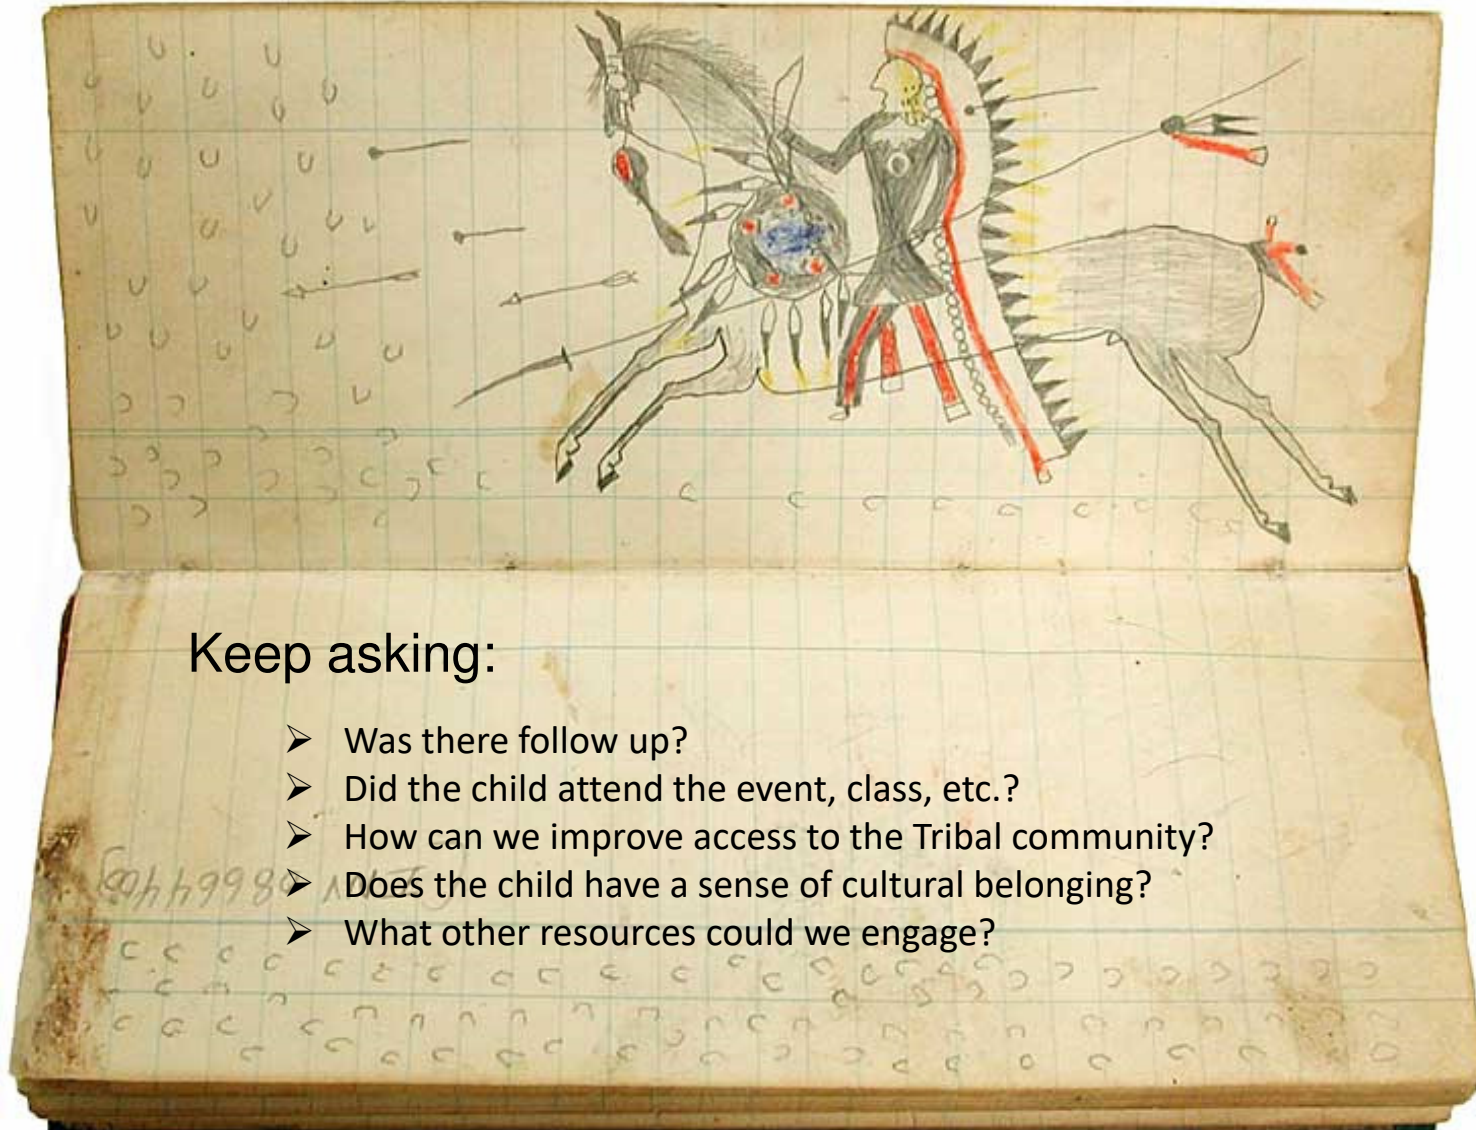 Keep asking:
➢ Was there follow up?
➢ Did the child attend the event, class, etc.?
➢ How can we improve access to the Tribal community?
➢ Does the child have a sense of cultural belonging?
➢ What other resources could we engage?